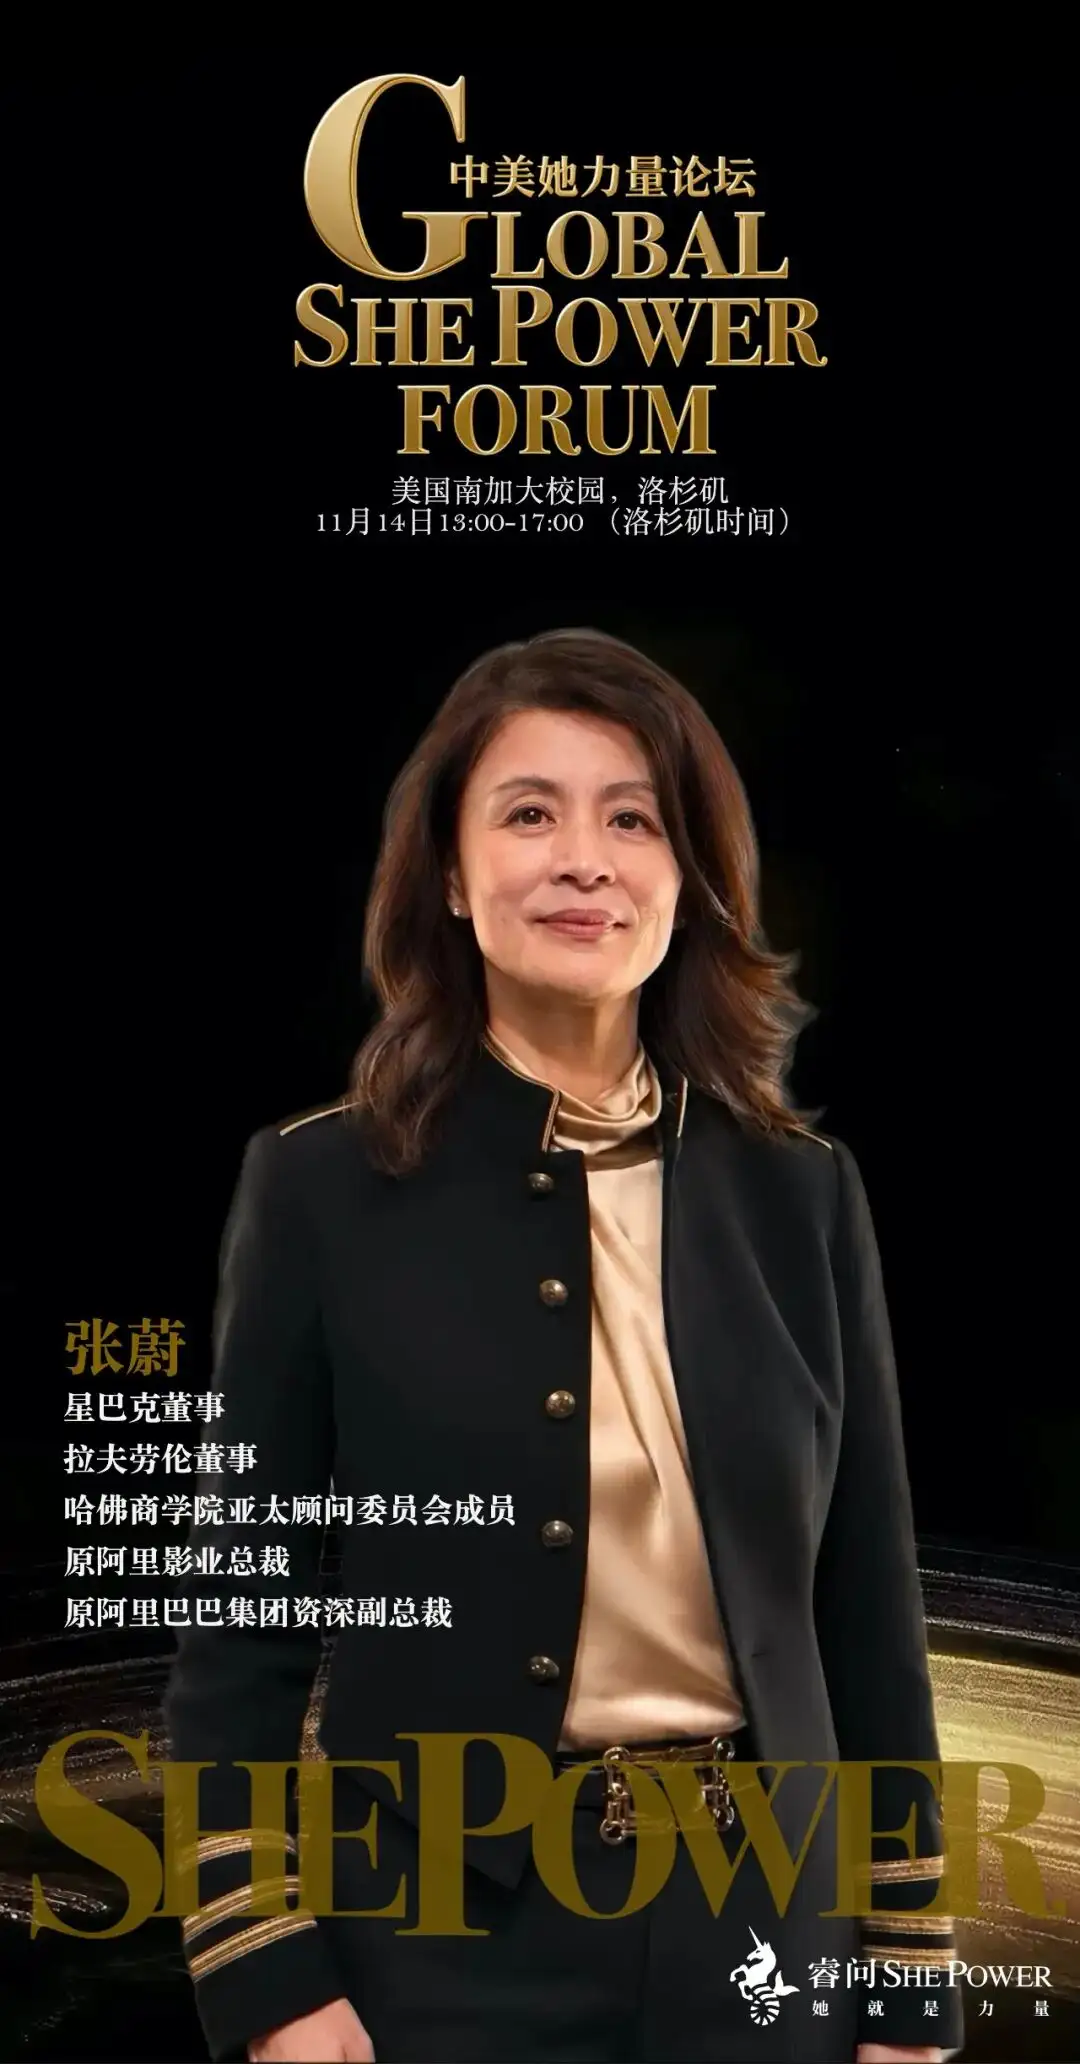 中美她力量论坛
GLOBAL
SHE POWER
FORUM
美国南加大校园，洛杉矶
11月14日13:00-17:00 （洛杉矶时间）
张蔚
星巴克董事
拉夫劳伦董事
哈佛商学院亚太顾问委员会成员
原阿里影业总裁
原阿里巴巴集团资深副总裁
SHEPOWER
睿问 SHE POWER
她就是力量